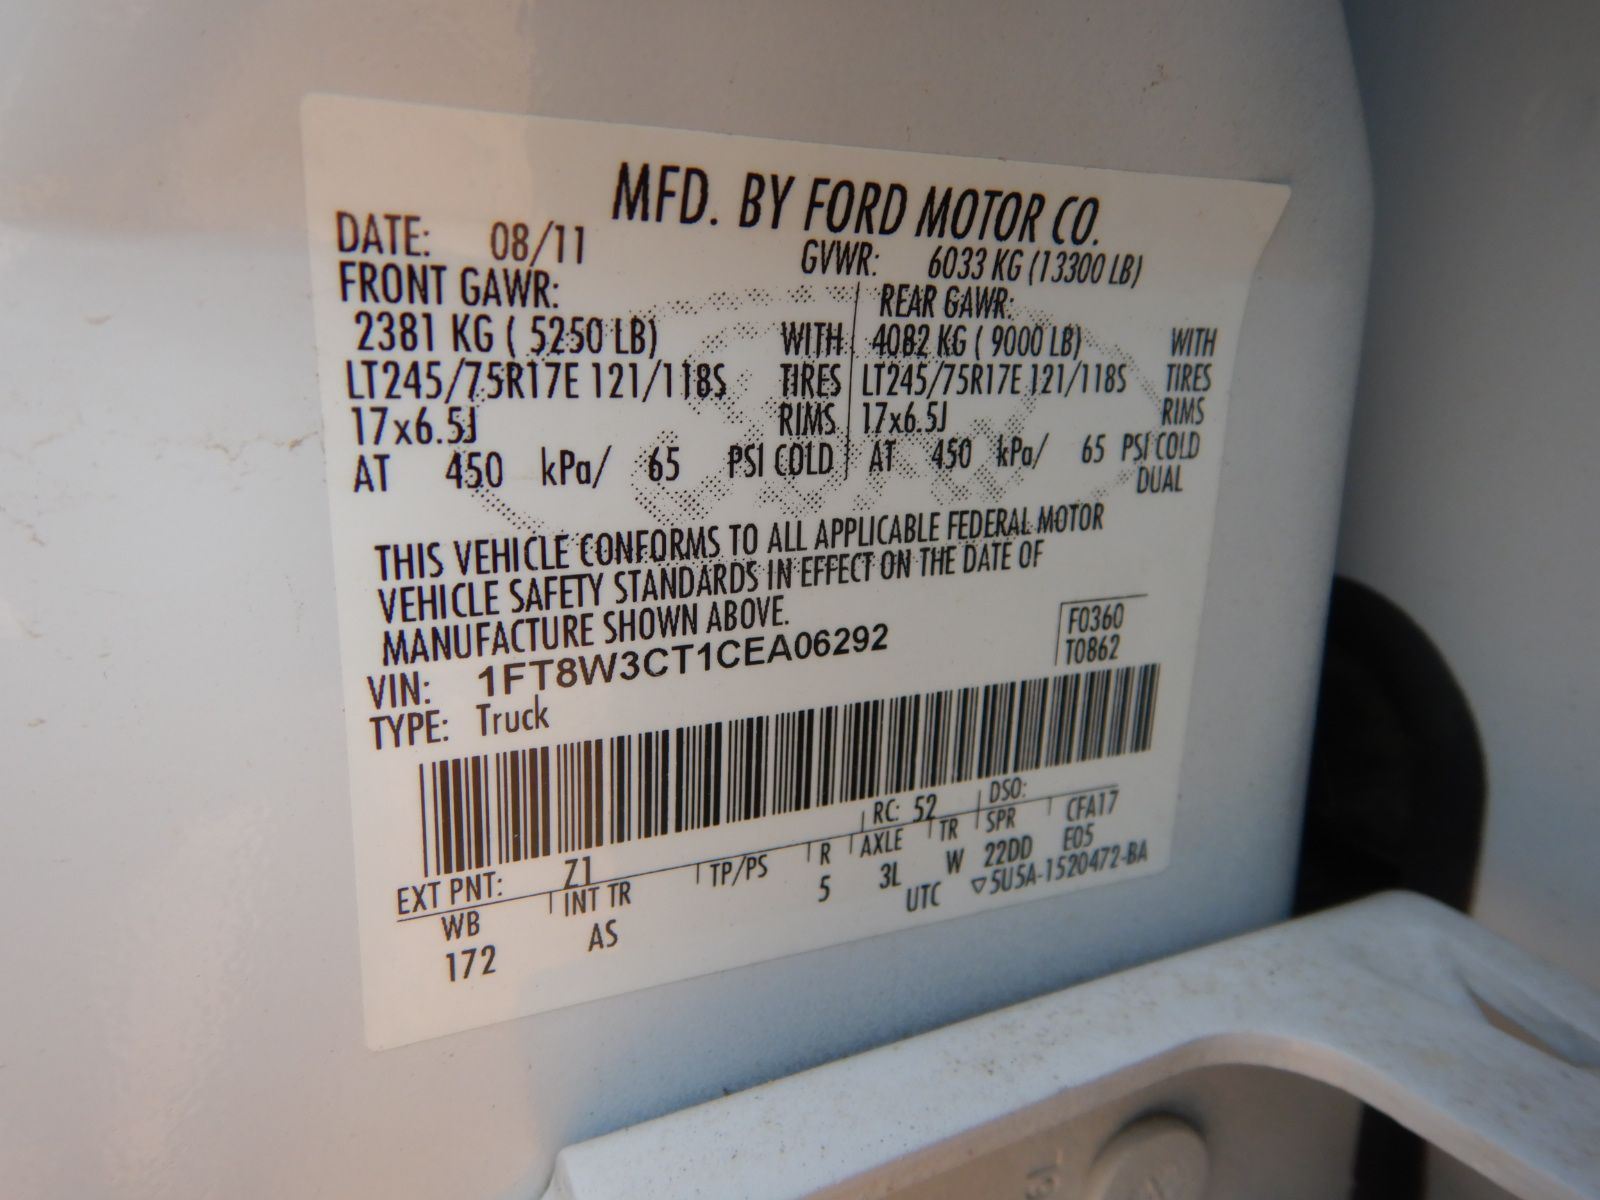 MFD. BY FORD MOTOR CO.
DATE: 08/11 GVWR: 6033 KG (13300 LB)
FRONT GAWR: REAR GAWR:
2381 KG ( 5250 LB) WITH 4082 KG ( 9000 LB) WITH
LT245/75R17E 121/118S TIRES LT245/75R17E 121/118S TIRES
17x6.5J RIMS 17x6.5J RIMS
AT 450 kPa/ 65 PSI COLD AT 450 kPa/ 65 PSI COLD
DUAL
THIS VEHICLE CONFORMS TO ALL APPLICABLE FEDERAL MOTOR
VEHICLE SAFETY STANDARDS IN EFFECT ON THE DATE OF
MANUFACTURE SHOWN ABOVE.
F0360
T0862
VIN: 1FT8W3CT1CEA06292
TYPE: Truck
EXT PNT: Z1 RC: 52 DSO:
WB INT TR TP/PS R AXLE TR SPR CFA17
172 AS 5 3L W 22DD E05
UTC ▽5U5A-1520472-BA